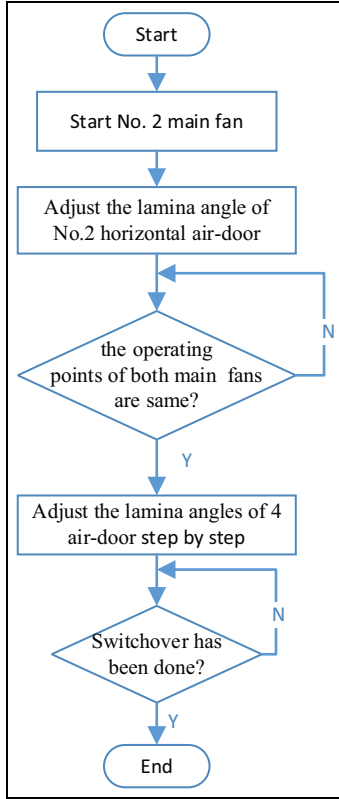 Start
Start No. 2 main fan
Adjust the lamina angle of
No.2 horizontal air-door
N
the operating
points of both main fans
are same?
Y
Adjust the lamina angles of 4
air-door step by step
N
Switchover has
been done?
Y
End